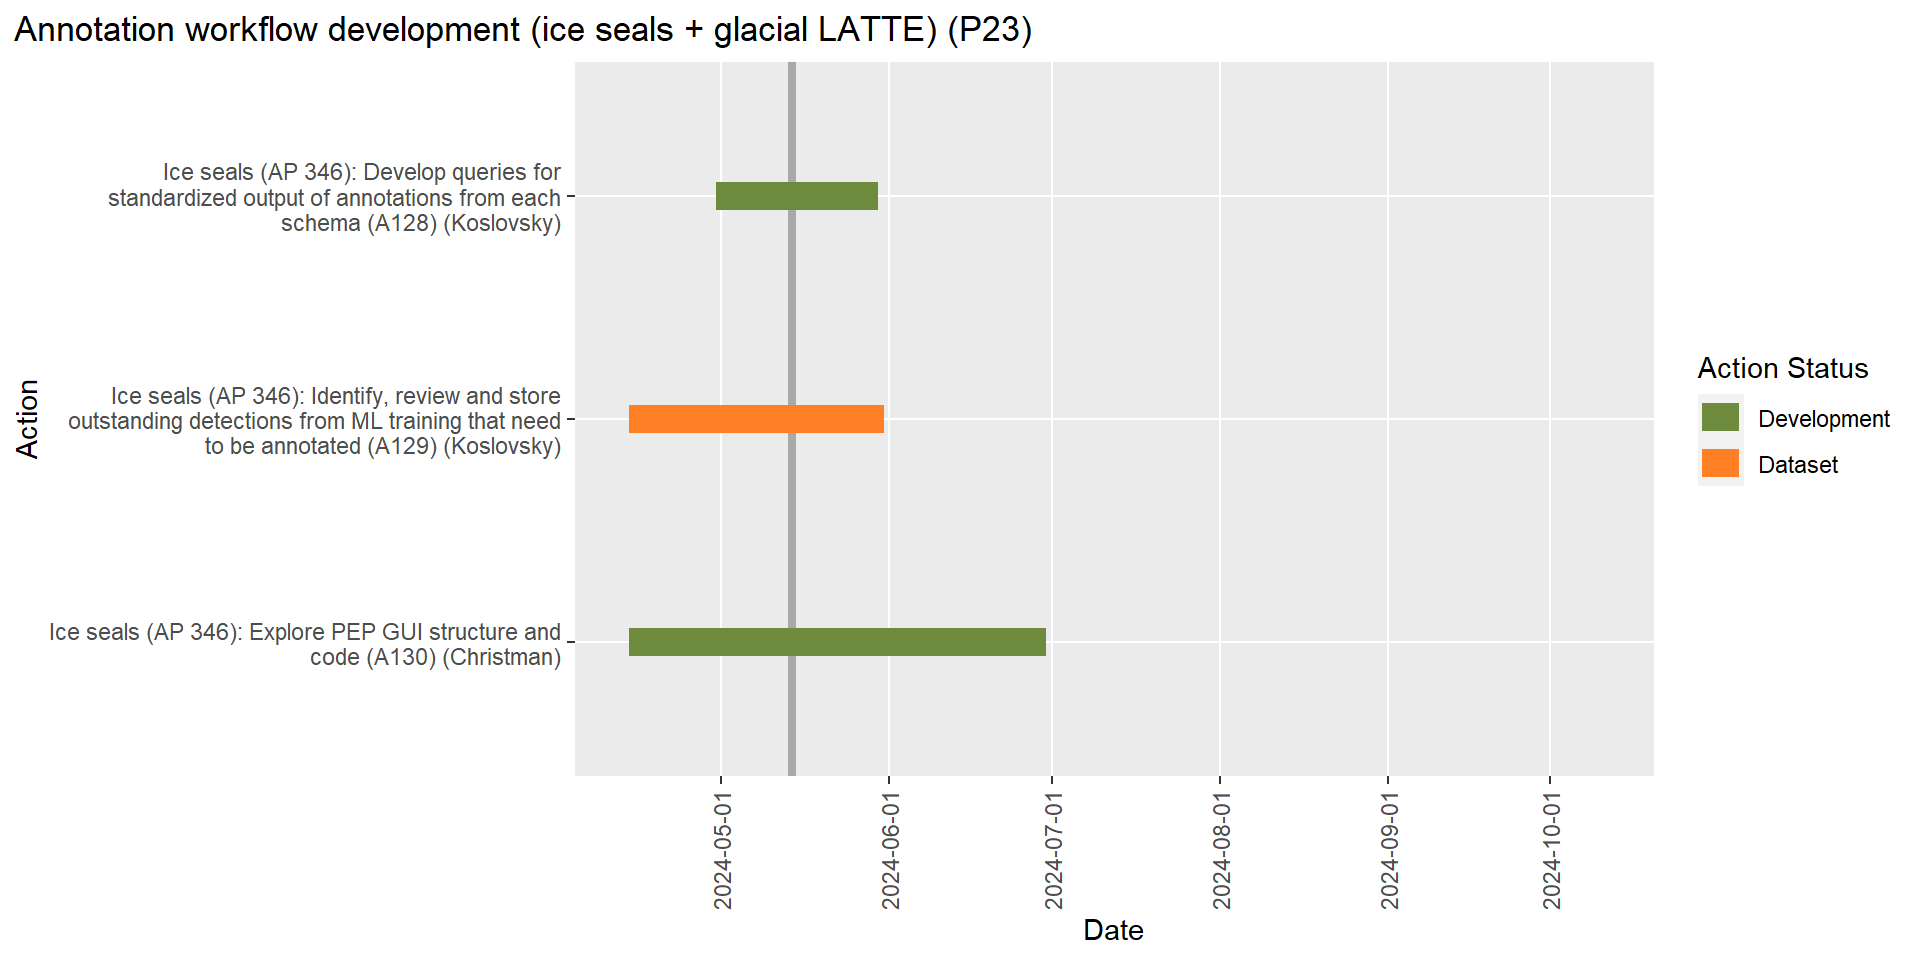 Annotation workflow development (ice seals + glacial LATTE) (P23)
Ice seals (AP 346): Develop queries for
standardized output of annotations from each
schema (A128) (Koslovsky)
Ice seals (AP 346): Identify, review and store
outstanding detections from ML training that need
to be annotated (A129) (Koslovsky)
Ice seals (AP 346): Explore PEP GUI structure and
code (A130) (Christman)
Action
2024-05-01
2024-06-01
2024-07-01
2024-08-01
2024-09-01
2024-10-01
Date
Action Status
Development
Dataset